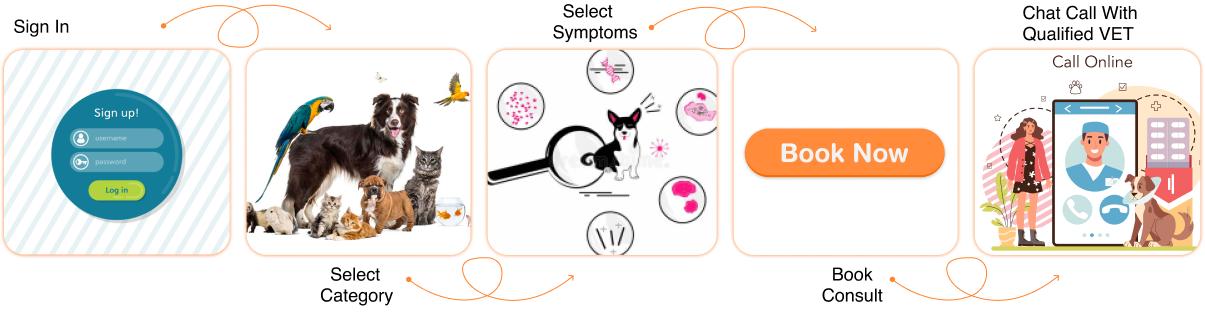 Sign In
Sign up!
username
password
Log in
Select
Category
Select
Symptoms
Book Now
Book
Consult
Chat Call With
Qualified VET
Call Online